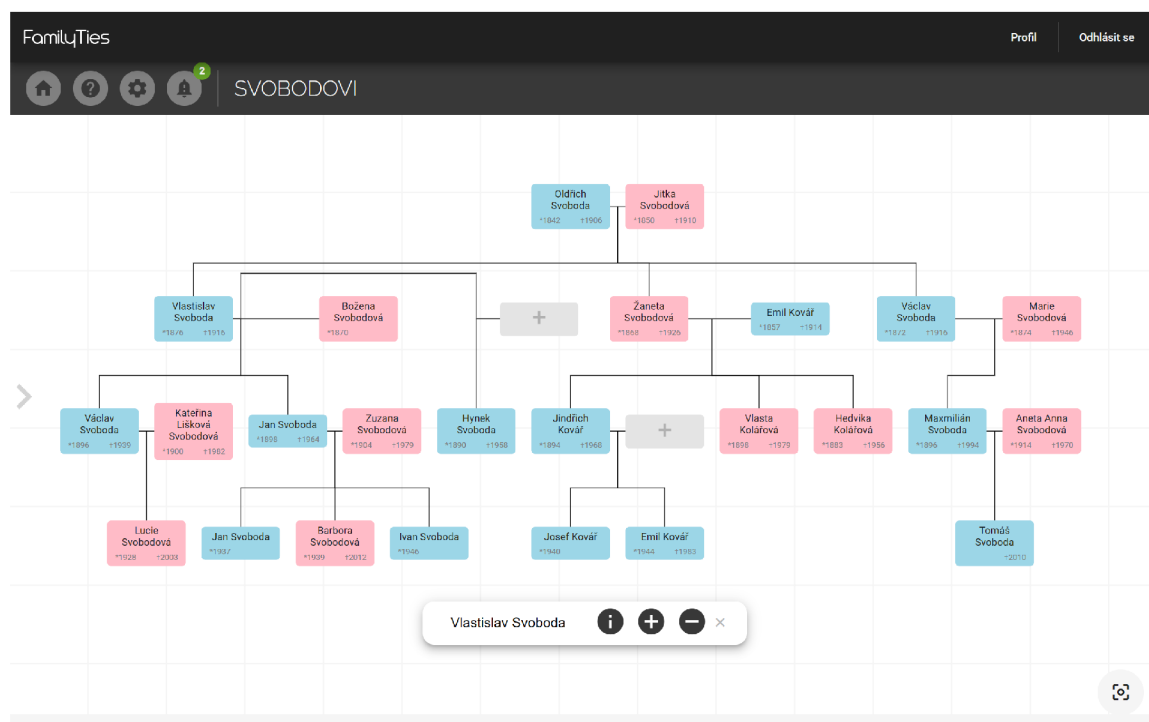 FamilyTies
Profil
Odhlásit se
2
SVOBODOVI
Oldřich
Svoboda
*1842 †1906
Jitka
Svobodová
*1850 †1910
Vlastislav
Svoboda
*1876 †1916
Božena
Svobodová
*1870
+
Žaneta
Svobodová
*1868 †1926
Emil Kovář
*1857 †1914
Václav
Svoboda
*1872 †1916
Marie
Svobodová
*1874 †1946
Václav
Svoboda
*1896 †1939
Kateřina
Lišková
Svobodová
*1900 †1982
Jan Svoboda
*1898 †1964
Zuzana
Svobodová
*1904 †1979
Hynek
Svoboda
*1890 †1958
Jindřich
Kovář
*1894 †1968
+
Vlasta
Kolářová
*1898 †1979
Hedvika
Kolářová
*1883 †1956
Maxmilián
Svoboda
*1896 †1994
Aneta Anna
Svobodová
*1914 †1970
Lucie
Svobodová
*1928 †2003
Jan Svoboda
*1937
Barbora
Svobodová
*1939 †2012
Ivan Svoboda
*1946
Josef Kovář
*1940
Emil Kovář
*1944 †1983
Tomáš
Svoboda
†2010
Vlastislav Svoboda